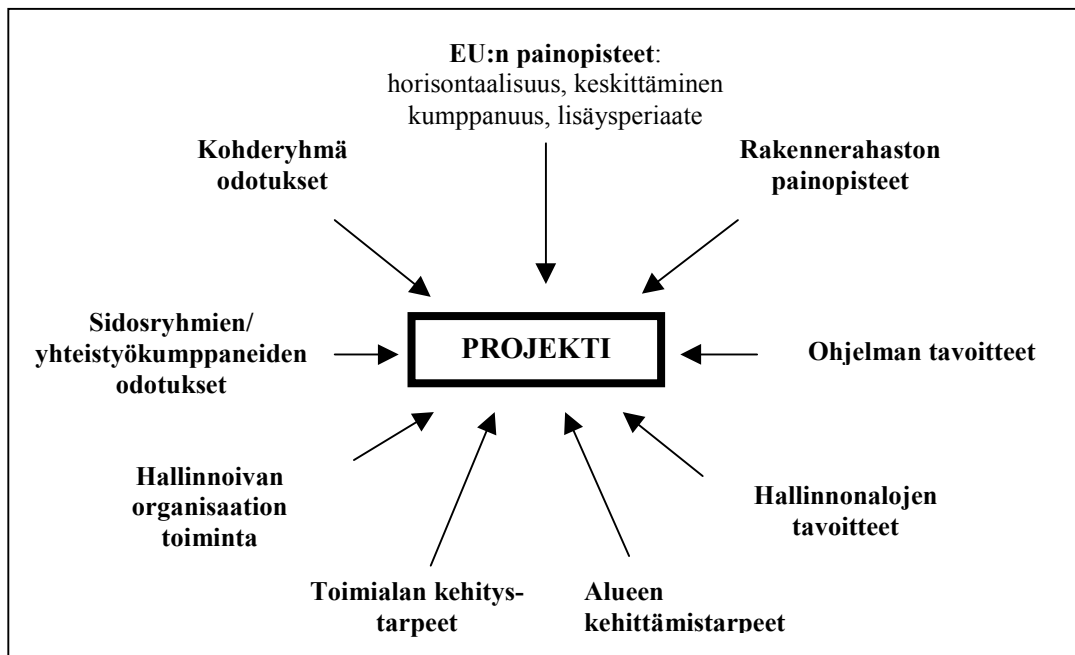 EU:n painopisteet:
horisontaalisuus, keskittäminen
kumppanuus, lisäysperiaate
Kohderyhmä
odotukset
Rakennerahaston
painopisteet
Sidosryhmien/
yhteistyökumppaneiden
odotukset
PROJEKTI
Ohjelman tavoitteet
Hallinnoivan
organisaation
toiminta
Hallinnonalojen
tavoitteet
Toimialan kehitys-
tarpeet
Alueen
kehittämistarpeet